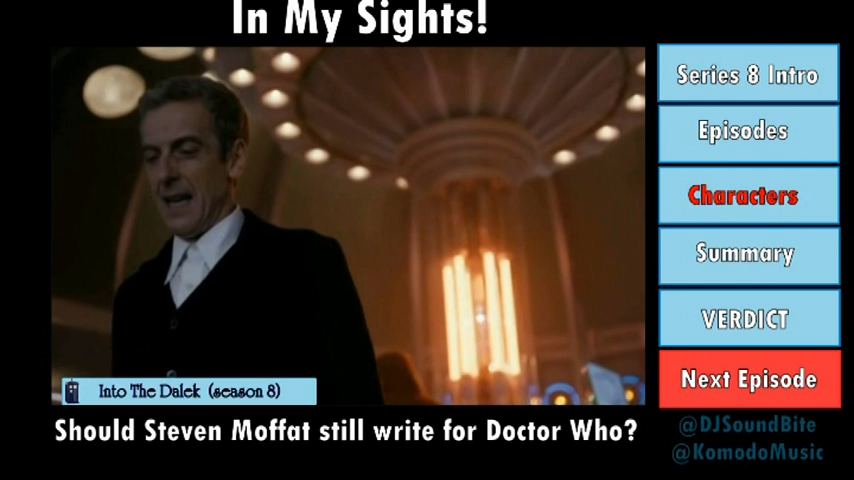 In My Sights!
Series 8 Intro
Episodes
Characters
Summary
VERDICT
Next Episode
Into The Dalek (season 8)
Should Steven Moffat still write for Doctor Who?
@DJSoundBite
@KomodoMusic